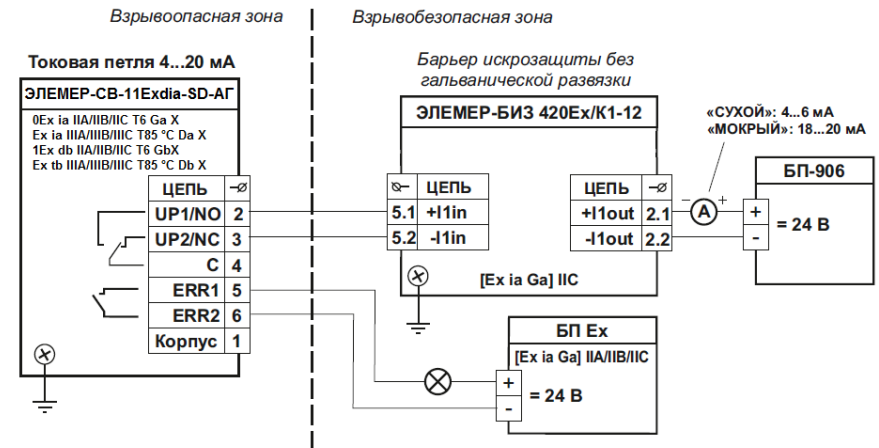 Взрывоопасная зона
Взрывобезопасная зона
Токовая петля 4...20 мА
ЭЛЕМЕР-СВ-11Exdia-SD-АГ
0Ex ia IIA/IIB/IIC T6 Ga X
Ex ia IIIA/IIIB/IIIC T85 °C Da X
1Ex db IIA/IIB/IIC T6 GbX
Ex tb IIIA/IIIB/IIIC T85 °C Db X
ЦЕПЬ
UP1/NO 2
UP2/NC 3
C 4
ERR1 5
ERR2 6
Корпус 1
Барьер искрозащиты без
гальванической развязки
ЭЛЕМЕР-БИЗ 420Ex/К1-12
ЦЕПЬ
5.1 +I1in
5.2 -I1in
ЦЕПЬ
+I1out 2.1
-I1out 2.2
[Ex ia Ga] IIC
«СУХОЙ»: 4...6 мА
«МОКРЫЙ»: 18...20 мА
− A +
БП-906
+
-
= 24 В
БП Ex
[Ex ia Ga] IIA/IIB/IIC
+
-
= 24 В